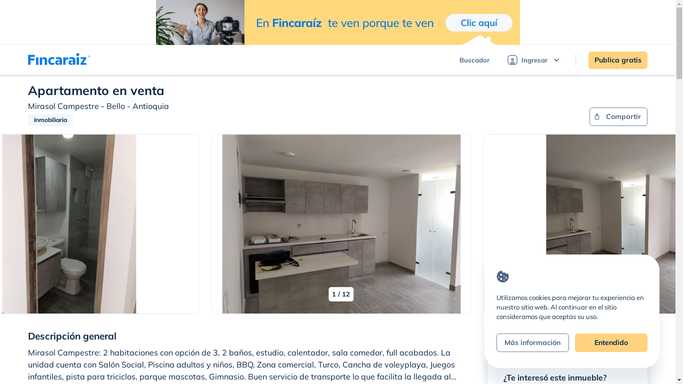 En Fincaraíz te ven porque te ven
Clic aquí
Fincaraiz
Buscador
Ingresar
Publica gratis
Apartamento en venta
Mirasol Campestre - Bello - Antioquia
Inmobiliaria
Compartir
1 / 12
Utilizamos cookies para mejorar tu experiencia en
nuestro sitio web. Al continuar en el sitio
consideramos que aceptas su uso.
Más información
Entendido
Descripción general
Mirasol Campestre: 2 habitaciones con opción de 3, 2 baños, estudio, calentador, sala comedor, full acabados. La
unidad cuenta con Salón Social, Piscina adultos y niños, BBQ, Zona comercial, Turco, Cancha de voleyplaya, Juegos
infantiles, pista para triciclos, parque mascotas, Gimnasio. Buen servicio de transporte lo que facilita la llegada al...
¿Te interesó este inmueble?